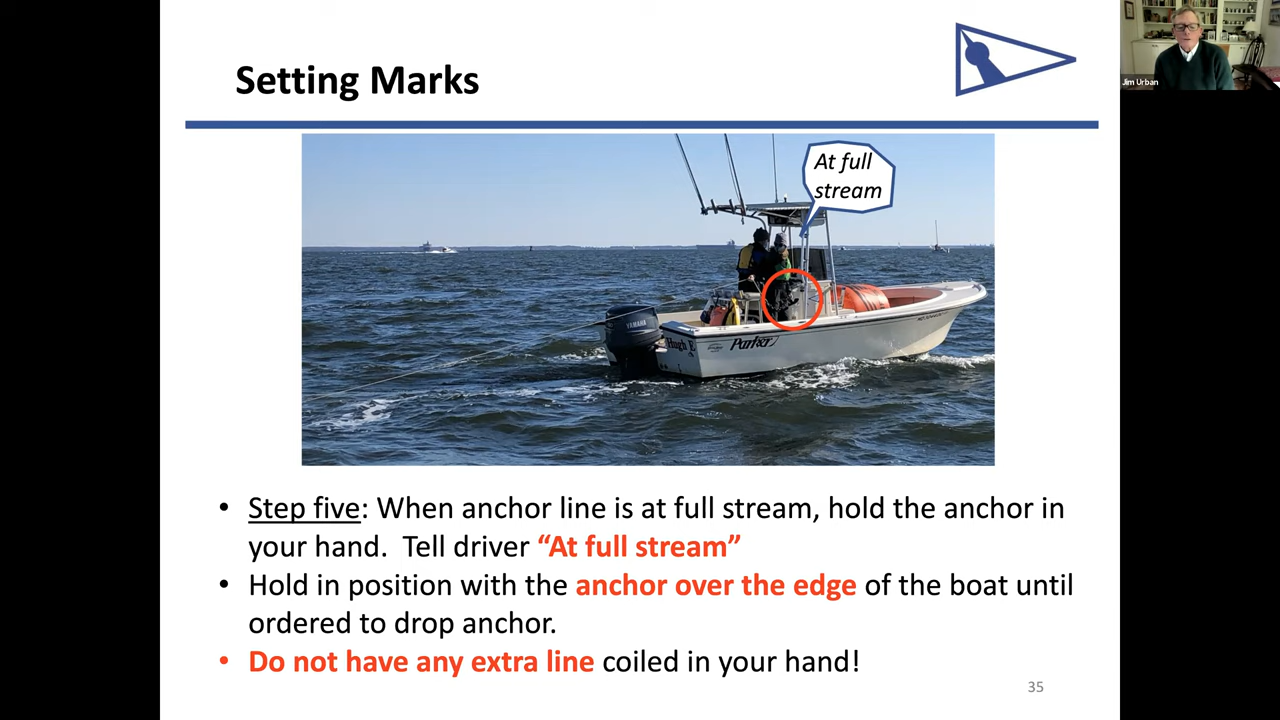 Setting Marks
Jim Urban
At full
stream
YAMAHA
Hugh E
Parker
• Step five: When anchor line is at full stream, hold the anchor in
your hand. Tell driver “At full stream”
• Hold in position with the anchor over the edge of the boat until
ordered to drop anchor.
• Do not have any extra line coiled in your hand!
35